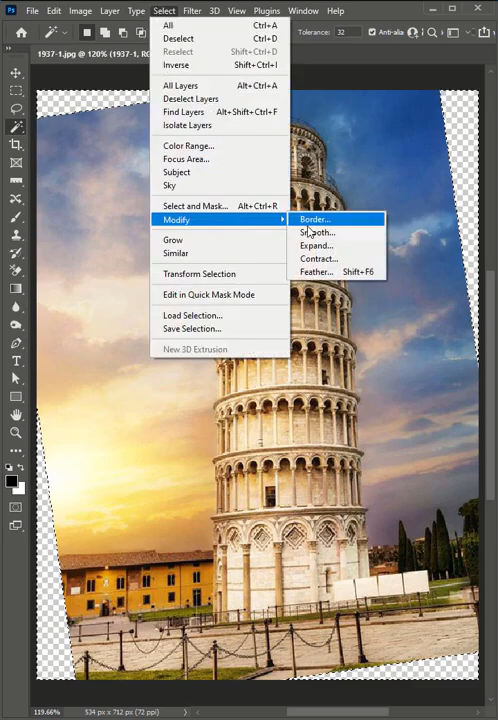 Ps File Edit Image Layer Type Select Filter 3D View Plugins Window Help
Tolerance: 32 Anti-alia
1937-1.jpg @ 120% (1937-1, R
All Ctrl+A
Deselect Ctrl+D
Reselect Shift+Ctrl+D
Inverse Shift+Ctrl+I
All Layers Alt+Ctrl+A
Deselect Layers
Find Layers Alt+Shift+Ctrl+F
Isolate Layers
Color Range...
Focus Area...
Subject
Sky
Select and Mask... Alt+Ctrl+R
Modify
Border...
Smooth...
Expand...
Contract...
Feather... Shift+F6
Grow
Similar
Transform Selection
Edit in Quick Mask Mode
Load Selection...
Save Selection...
New 3D Extrusion
119.66% 534 px x 712 px (72 ppi)